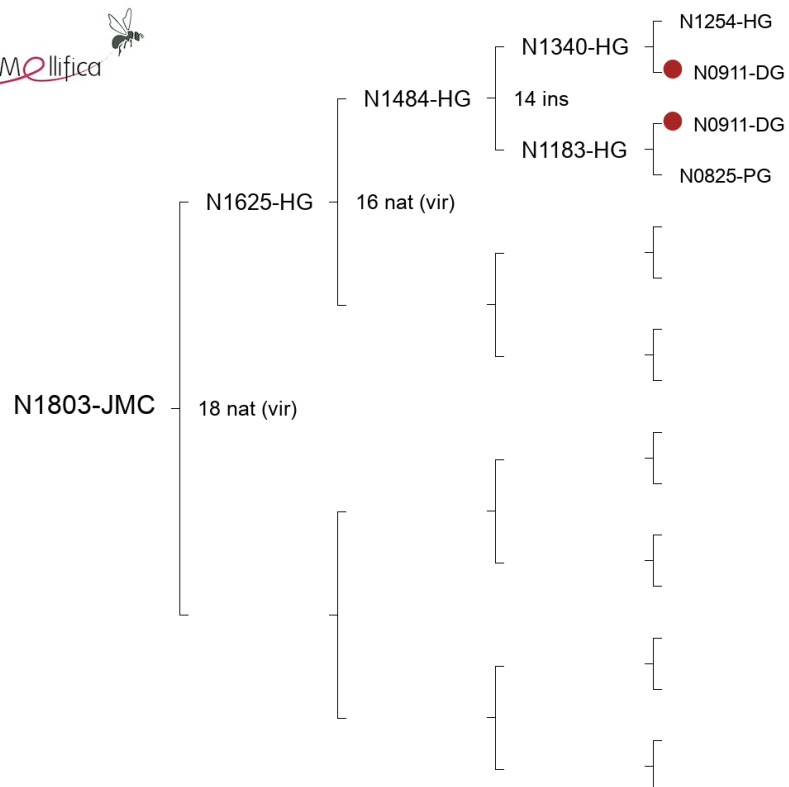 Mellifica
N1254-HG
N1340-HG
N0911-DG
N1484-HG
14 ins
N0911-DG
N1183-HG
N0825-PG
N1625-HG
16 nat (vir)
N1803-JMC
18 nat (vir)